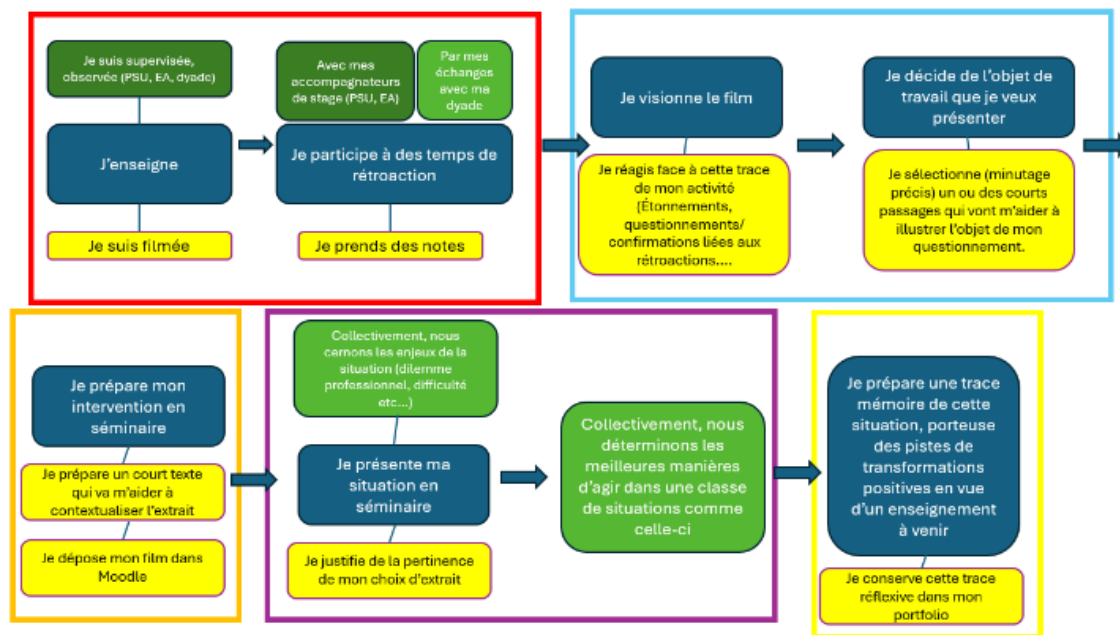 Je suis supervisée,
observée (PSU, EA, dyade)
J’enseigne
Je suis filmée
Avec mes
accompagnateurs
de stage (PSU, EA)
Par mes
échanges
avec ma
dyade
Je participe à des temps de
rétroaction
Je prends des notes
Je visionne le film
Je réagis face à cette trace
de mon activité
(Étonnements,
questionnements/
confirmations liées aux
rétroactions....
Je décide de l’objet de
travail que je veux
présenter
Je sélectionne (minutage
précis) un ou des courts
passages qui vont m’aider à
illustrer l’objet de mon
questionnement.
Je prépare mon
intervention en
séminaire
Je prépare un court texte
qui va m’aider à
contextualiser l’extrait
Je dépose mon film dans
Moodle
Collectivement, nous
cernons les enjeux de la
situation (dilemme
professionnel, difficulté
etc...)
Je présente ma
situation en
séminaire
Je justifie de la pertinence
de mon choix d’extrait
Collectivement, nous
déterminons les
meilleures manières
d’agir dans une classe
de situations comme
celle-ci
Je prépare une trace
mémoire de cette
situation, porteuse
des pistes de
transformations
positives en vue
d’un enseignement
à venir
Je conserve cette trace
réflexive dans mon
portfolio